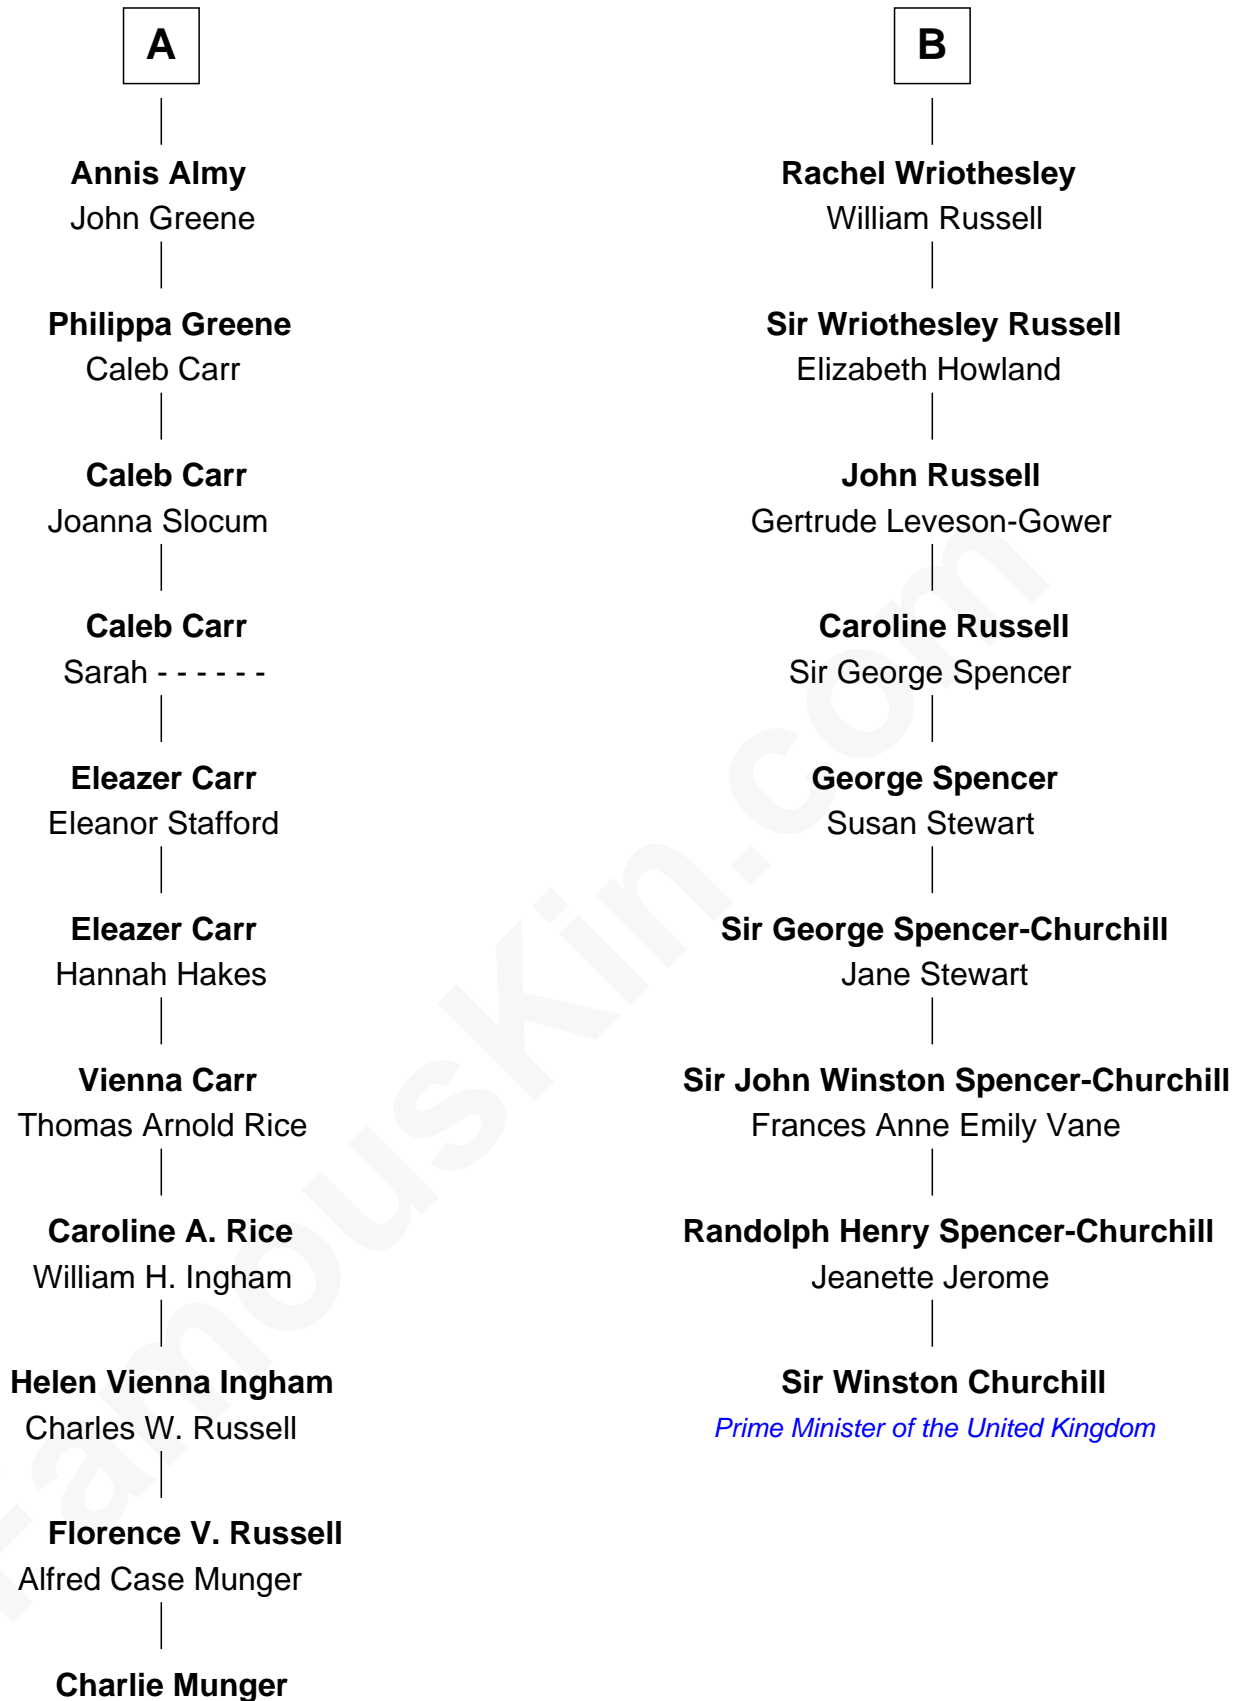 A
Annis Almy
John Greene
Philippa Greene
Caleb Carr
Caleb Carr
Joanna Slocum
Caleb Carr
Sarah - - - - - -
Eleazer Carr
Eleanor Stafford
Eleazer Carr
Hannah Hakes
Vienna Carr
Thomas Arnold Rice
Caroline A. Rice
William H. Ingham
Helen Vienna Ingham
Charles W. Russell
Florence V. Russell
Alfred Case Munger
Charlie Munger
B
Rachel Wriothesley
William Russell
Sir Wriothesley Russell
Elizabeth Howland
John Russell
Gertrude Leveson-Gower
Caroline Russell
Sir George Spencer
George Spencer
Susan Stewart
Sir George Spencer-Churchill
Jane Stewart
Sir John Winston Spencer-Churchill
Frances Anne Emily Vane
Randolph Henry Spencer-Churchill
Jeanette Jerome
Sir Winston Churchill
Prime Minister of the United Kingdom
FamousKin.com